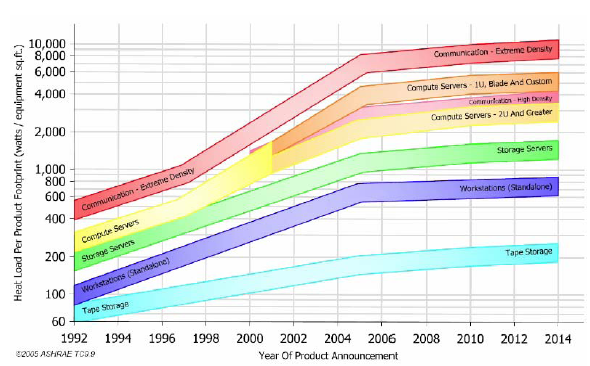 10,000
8,000
6,000
4,000
2,000
1,000
800
600
400
200
100
60
Heat Load Per Product Footprint (watts / equipment sq.ft.)
Communication - Extreme Density
Compute Servers - 1U, Blade And Custom
Communication - High Density
Compute Servers - 2U And Greater
Storage Servers
Workstations (Standalone)
Tape Storage
Communication - Extreme Density
Compute Servers
Storage Servers
Workstations (Standalone)
Tape Storage
1992 1994 1996 1998 2000 2002 2004 2006 2008 2010 2012 2014
Year Of Product Announcement
©2005 ASHRAE TC9.9